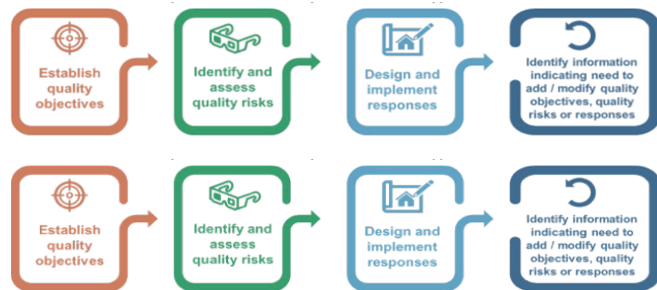 Establish
quality
objectives
Identify and
assess
quality risks
Design and
implement
responses
Identify information
indicating need to
add / modify quality
objectives, quality
risks or responses
Establish
quality
objectives
Identify and
assess
quality risks
Design and
implement
responses
Identify information
indicating need to
add / modify quality
objectives, quality
risks or responses